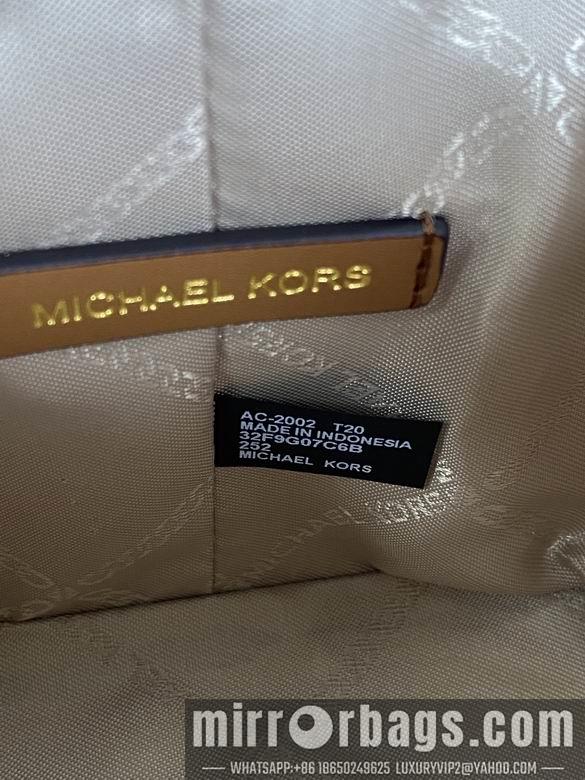 MICHAEL KORS
AC-2002 T20
MADE IN INDONESIA
32F9G07C6B
252
MICHAEL KORS
mirrorbags.com
WHATSAPP:+86 18650249625 LUXURYVIP2@YAHOO.COM